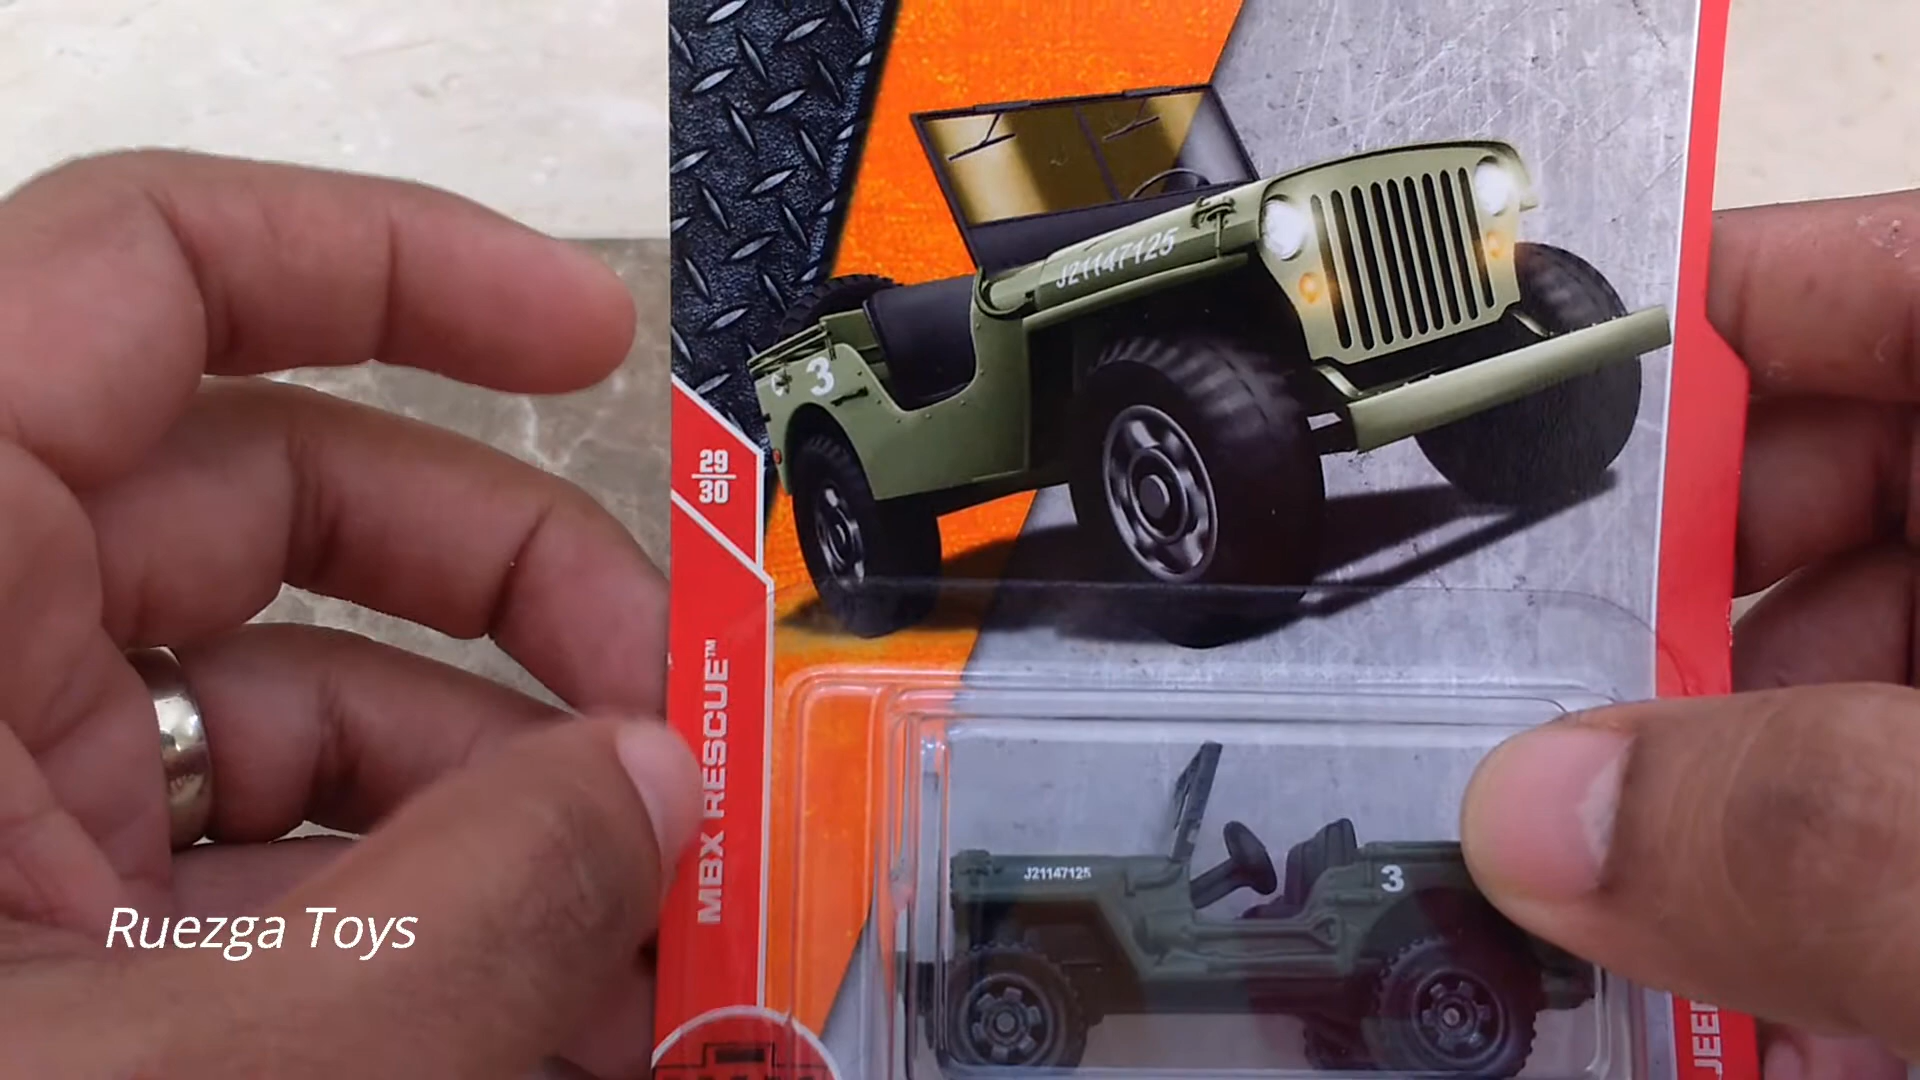 J21147125
3
29
30
MBX RESCUE™
J21147125
3
Ruezga Toys